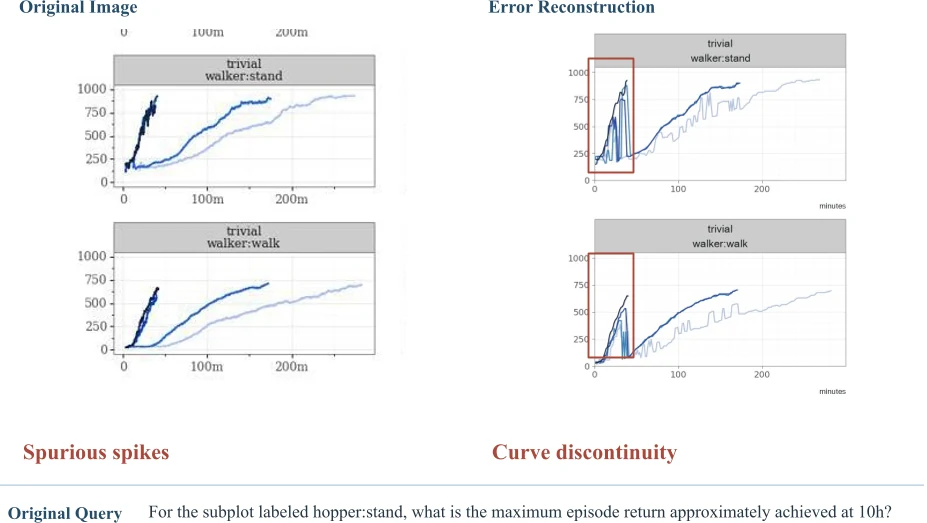 Original Image
Error Reconstruction
0 100m 200m
trivial
walker:stand
1000
750
500
250
0
0 100m 200m
trivial
walker:walk
1000
750
500
250
0
0 100m 200m
trivial
walker:stand
1000
750
500
250
0
0 100 200
minutes
trivial
walker:walk
1000
750
500
250
0
0 100 200
minutes
Spurious spikes
Curve discontinuity
Original Query For the subplot labeled hopper:stand, what is the maximum episode return approximately achieved at 10h?